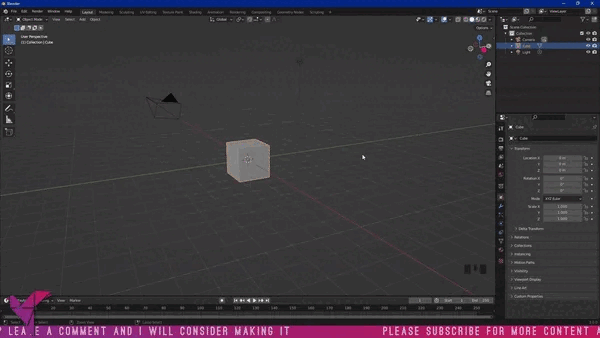 Blender
File Edit Render Window Help
Layout Modeling Sculpting UV Editing Texture Paint Shading Animation Rendering Compositing Geometry Nodes Scripting
Scene
ViewLayer
Object Mode
View Select Add Object
Global
Options
User Perspective
(1) Collection | Cube
Scene Collection
Collection
Camera
Cube
Light
Cube
Cube
Transform
Location X 0 m
Y 0 m
Z 0 m
Rotation X 0°
Y 0°
Z 0°
Mode XYZ Euler
Scale X 1.000
Y 1.000
Z 1.000
Delta Transform
Relations
Collections
Instancing
Motion Paths
Visibility
Viewport Display
Line Art
Custom Properties
View Marker
1 Start 1 End 250
LEAVE A COMMENT AND I WILL CONSIDER MAKING IT
PLEASE SUBSCRIBE FOR MORE CONTENT